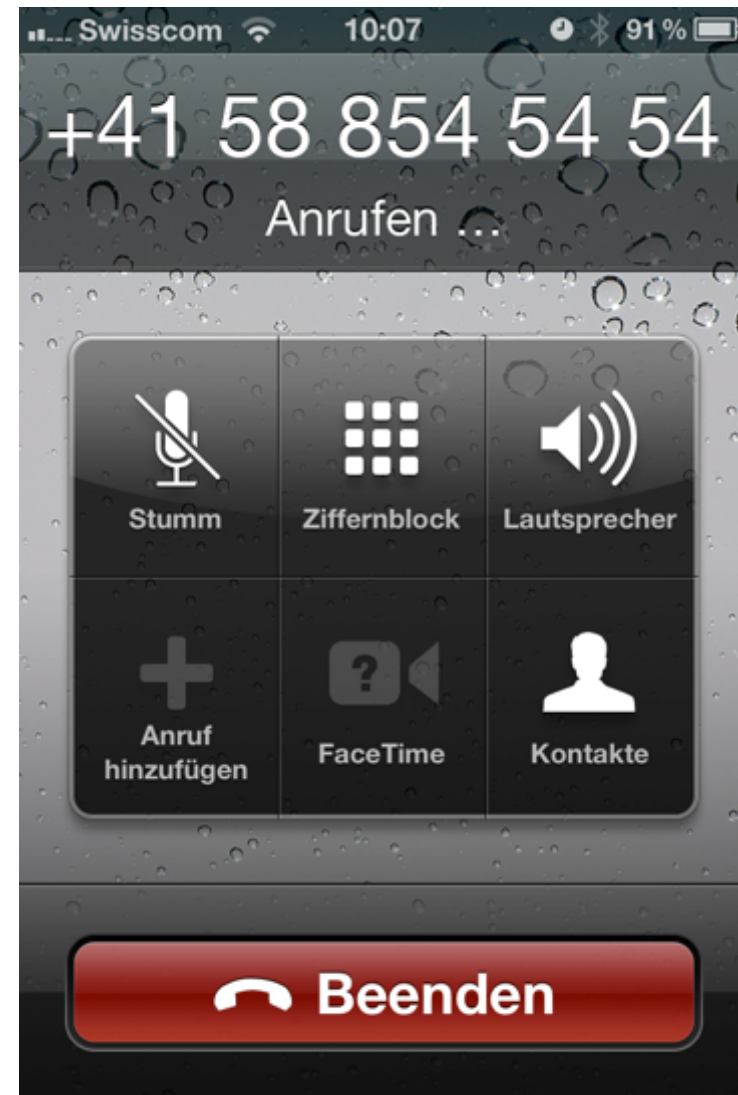 Swisscom 10:07 91 %
+41 58 854 54 54
Anrufen ...
Stumm Ziffernblock Lautsprecher
Anruf
hinzufügen FaceTime Kontakte
?
Beenden